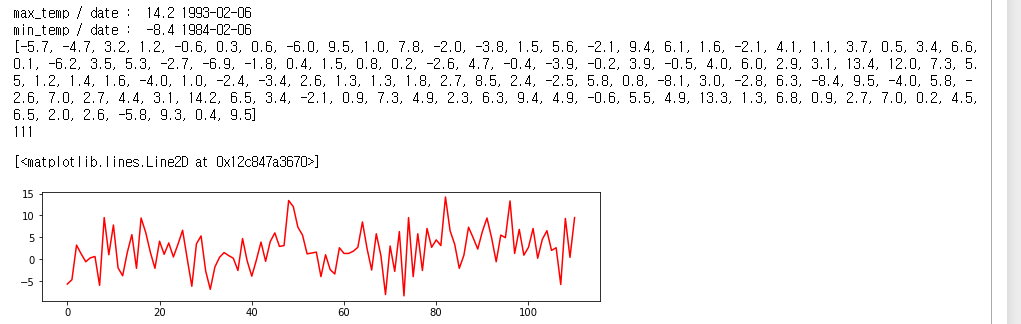 max_temp / date :  14.2 1993-02-06
min_temp / date :  -8.4 1984-02-06
[-5.7, -4.7, 3.2, 1.2, -0.6, 0.3, 0.6, -6.0, 9.5, 1.0, 7.8, -2.0, -3.8, 1.5, 5.6, -2.1, 9.4, 6.1, 1.6, -2.1, 4.1, 1.1, 3.7, 0.5, 3.4, 6.6,
0.1, -6.2, 3.5, 5.3, -2.7, -6.9, -1.8, 0.4, 1.5, 0.8, 0.2, -2.6, 4.7, -0.4, -3.9, -0.2, 3.9, -0.5, 4.0, 6.0, 2.9, 3.1, 13.4, 12.0, 7.3, 5.
5, 1.2, 1.4, 1.6, -4.0, 1.0, -2.4, -3.4, 2.6, 1.3, 1.3, 1.8, 2.7, 8.5, 2.4, -2.5, 5.8, 0.8, -8.1, 3.0, -2.8, 6.3, -8.4, 9.5, -4.0, 5.8, -
2.6, 7.0, 2.7, 4.4, 3.1, 14.2, 6.5, 3.4, -2.1, 0.9, 7.3, 4.9, 2.3, 6.3, 9.4, 4.9, -0.6, 5.5, 4.9, 13.3, 1.3, 6.8, 0.9, 2.7, 7.0, 0.2, 4.5,
6.5, 2.0, 2.6, -5.8, 9.3, 0.4, 9.5]
111
[<matplotlib.lines.Line2D at 0x12c847a3670>]
15
10
5
0
−5
0 20 40 60 80 100